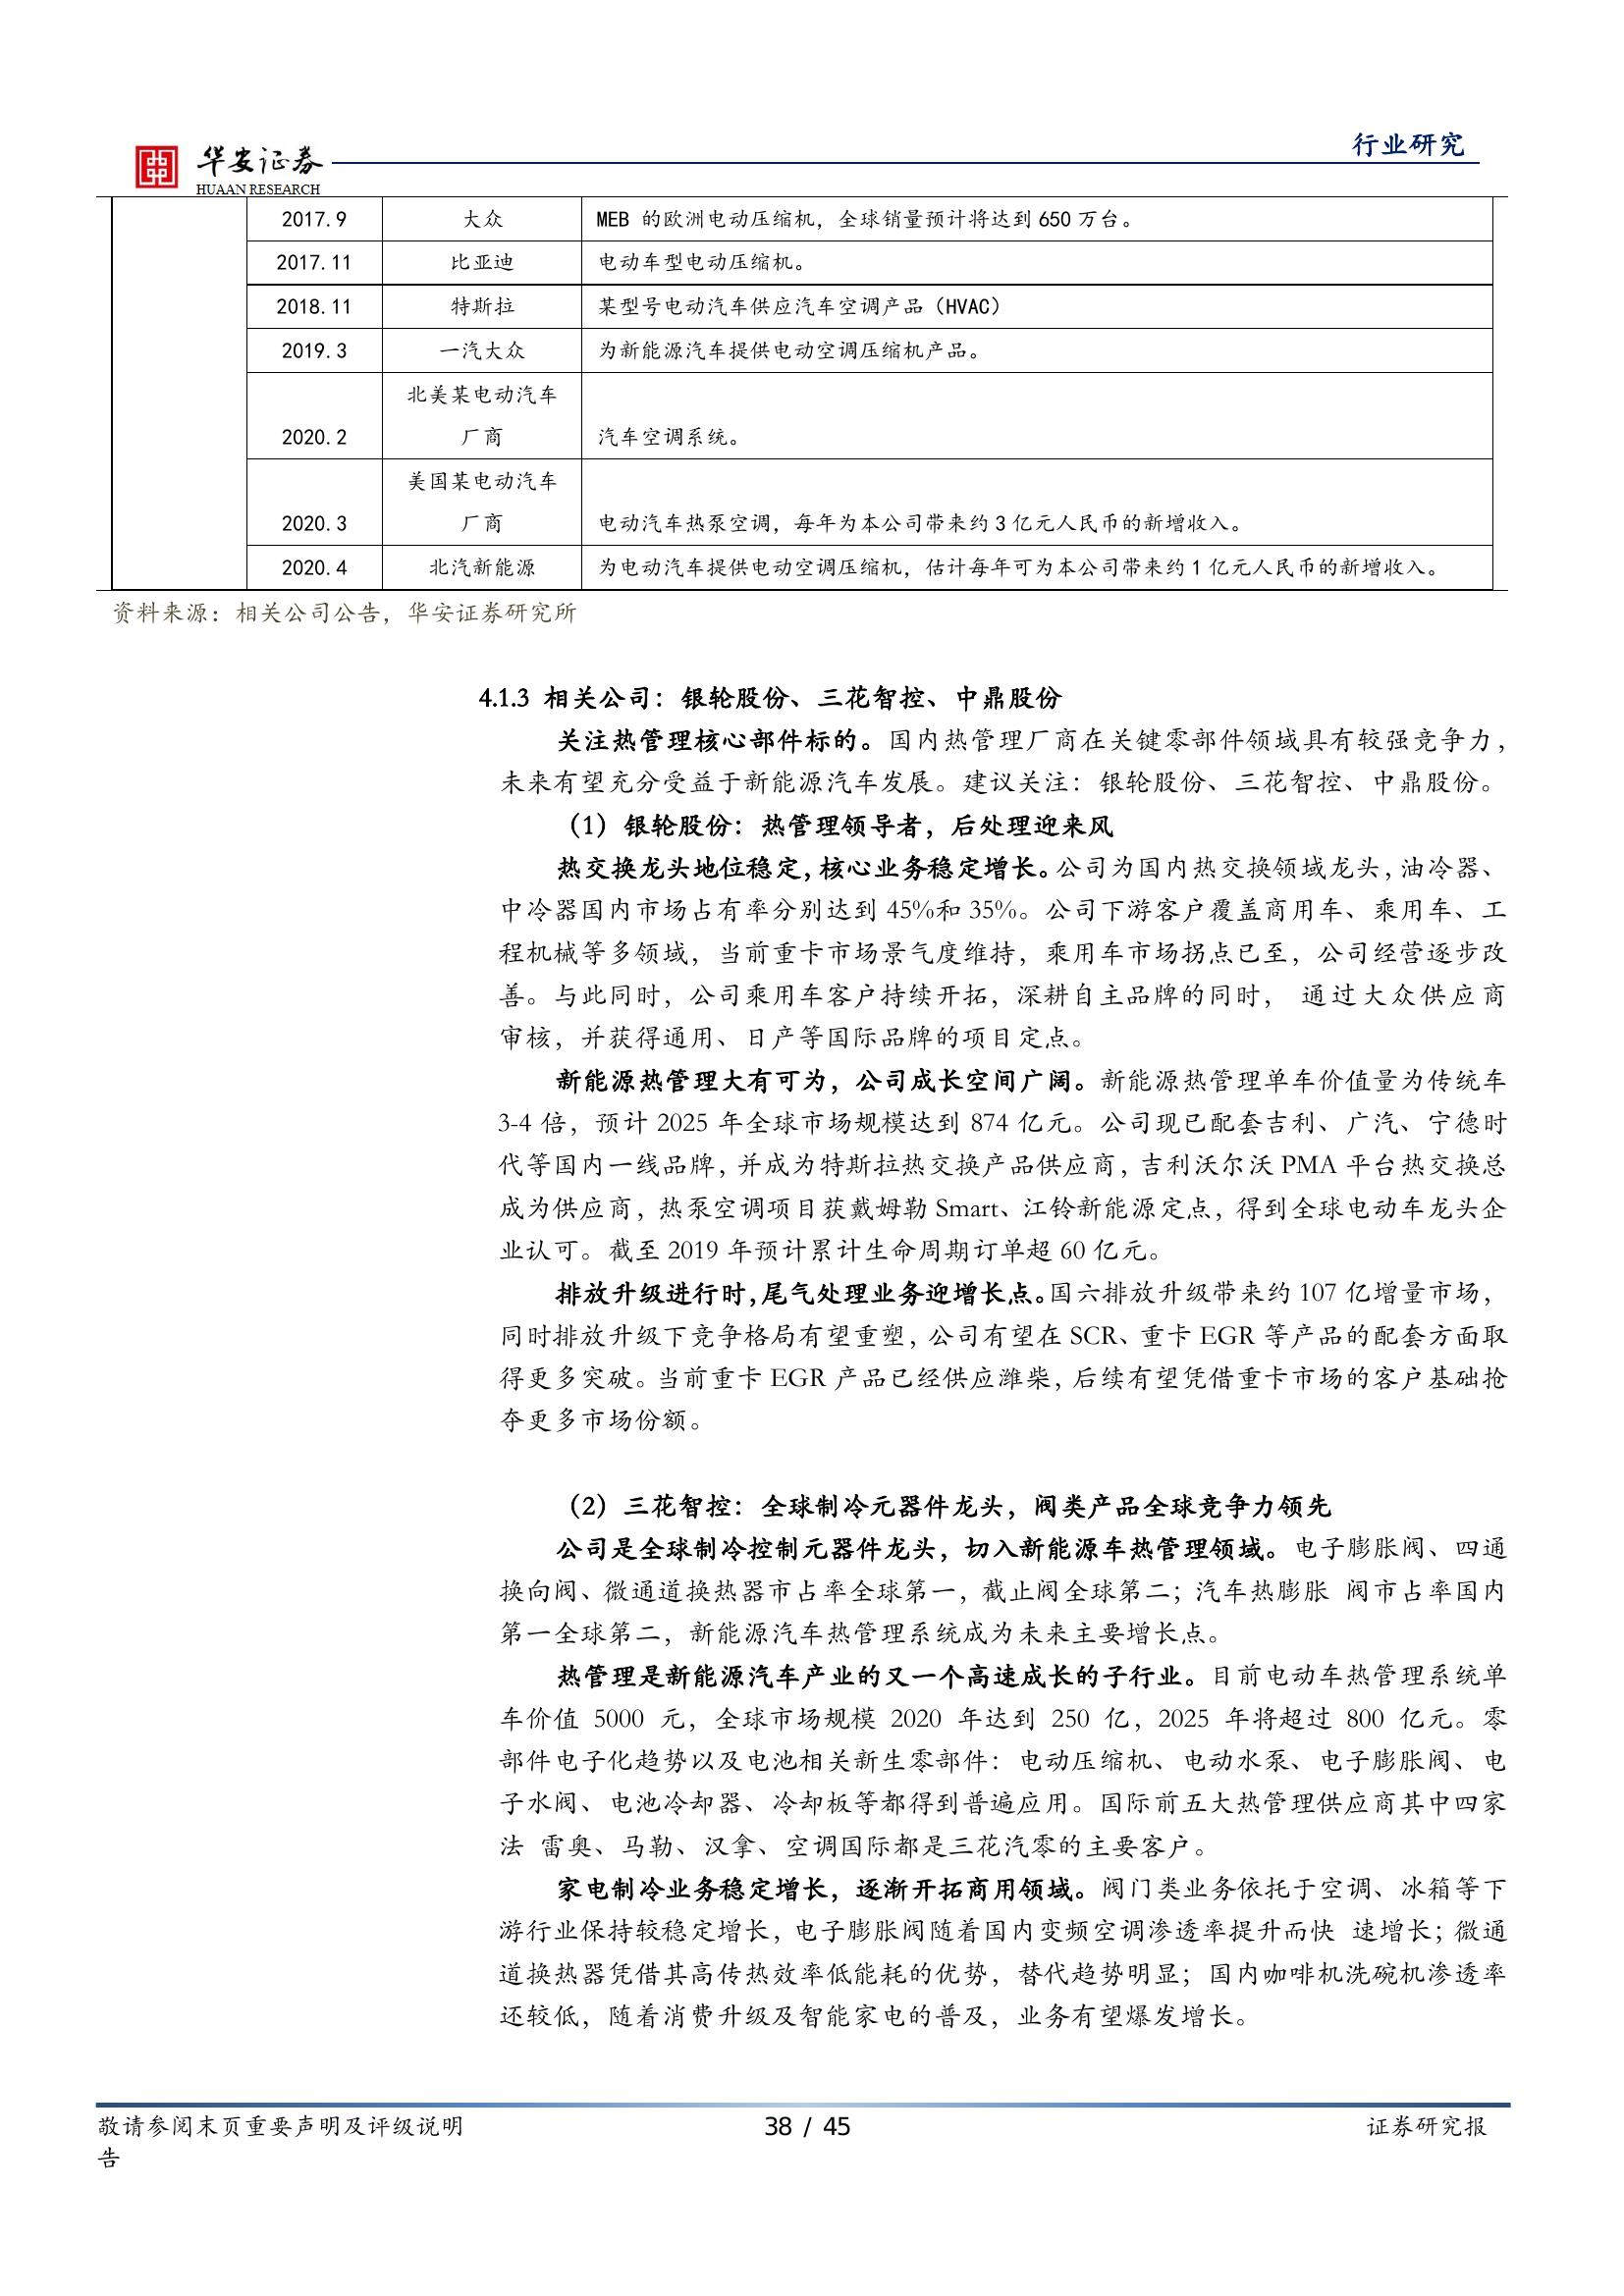 华安证券
HUAAN RESEARCH
行业研究
2017.9 大众 MEB 的欧洲电动压缩机，全球销量预计将达到 650 万台。
2017.11 比亚迪 电动车型电动压缩机。
2018.11 特斯拉 某型号电动汽车供应汽车空调产品（HVAC）
2019.3 一汽大众 为新能源汽车提供电动空调压缩机产品。
北美某电动汽车
2020.2 厂商 汽车空调系统。
美国某电动汽车
2020.3 厂商 电动汽车热泵空调，每年为本公司带来约 3 亿元人民币的新增收入。
2020.4 北汽新能源 为电动汽车提供电动空调压缩机，估计每年可为本公司带来约 1 亿元人民币的新增收入。
资料来源：相关公司公告，华安证券研究所
4.1.3 相关公司：银轮股份、三花智控、中鼎股份
关注热管理核心部件标的。国内热管理厂商在关键零部件领域具有较强竞争力，
未来有望充分受益于新能源汽车发展。建议关注：银轮股份、三花智控、中鼎股份。
（1）银轮股份：热管理领导者，后处理迎来风
热交换龙头地位稳定，核心业务稳定增长。公司为国内热交换领域龙头，油冷器、
中冷器国内市场占有率分别达到 45%和 35%。公司下游客户覆盖商用车、乘用车、工
程机械等多领域，当前重卡市场景气度维持，乘用车市场拐点已至，公司经营逐步改
善。与此同时，公司乘用车客户持续开拓，深耕自主品牌的同时， 通过大众供应商
审核，并获得通用、日产等国际品牌的项目定点。
新能源热管理大有可为，公司成长空间广阔。新能源热管理单车价值量为传统车
3-4 倍，预计 2025 年全球市场规模达到 874 亿元。公司现已配套吉利、广汽、宁德时
代等国内一线品牌，并成为特斯拉热交换产品供应商，吉利沃尔沃 PMA 平台热交换总
成为供应商，热泵空调项目获戴姆勒 Smart、江铃新能源定点，得到全球电动车龙头企
业认可。截至 2019 年预计累计生命周期订单超 60 亿元。
排放升级进行时，尾气处理业务迎增长点。国六排放升级带来约 107 亿增量市场，
同时排放升级下竞争格局有望重塑，公司有望在 SCR、重卡 EGR 等产品的配套方面取
得更多突破。当前重卡 EGR 产品已经供应潍柴，后续有望凭借重卡市场的客户基础抢
夺更多市场份额。
（2）三花智控：全球制冷元器件龙头，阀类产品全球竞争力领先
公司是全球制冷控制元器件龙头，切入新能源车热管理领域。电子膨胀阀、四通
换向阀、微通道换热器市占率全球第一，截止阀全球第二；汽车热膨胀 阀市占率国内
第一全球第二，新能源汽车热管理系统成为未来主要增长点。
热管理是新能源汽车产业的又一个高速成长的子行业。目前电动车热管理系统单
车价值 5000 元，全球市场规模 2020 年达到 250 亿，2025 年将超过 800 亿元。零
部件电子化趋势以及电池相关新生零部件：电动压缩机、电动水泵、电子膨胀阀、电
子水阀、电池冷却器、冷却板等都得到普遍应用。国际前五大热管理供应商其中四家
法 雷奥、马勒、汉拿、空调国际都是三花汽零的主要客户。
家电制冷业务稳定增长，逐渐开拓商用领域。阀门类业务依托于空调、冰箱等下
游行业保持较稳定增长，电子膨胀阀随着国内变频空调渗透率提升而快 速增长；微通
道换热器凭借其高传热效率低能耗的优势，替代趋势明显；国内咖啡机洗碗机渗透率
还较低，随着消费升级及智能家电的普及，业务有望爆发增长。
敬请参阅末页重要声明及评级说明 38 / 45 证券研究报
告